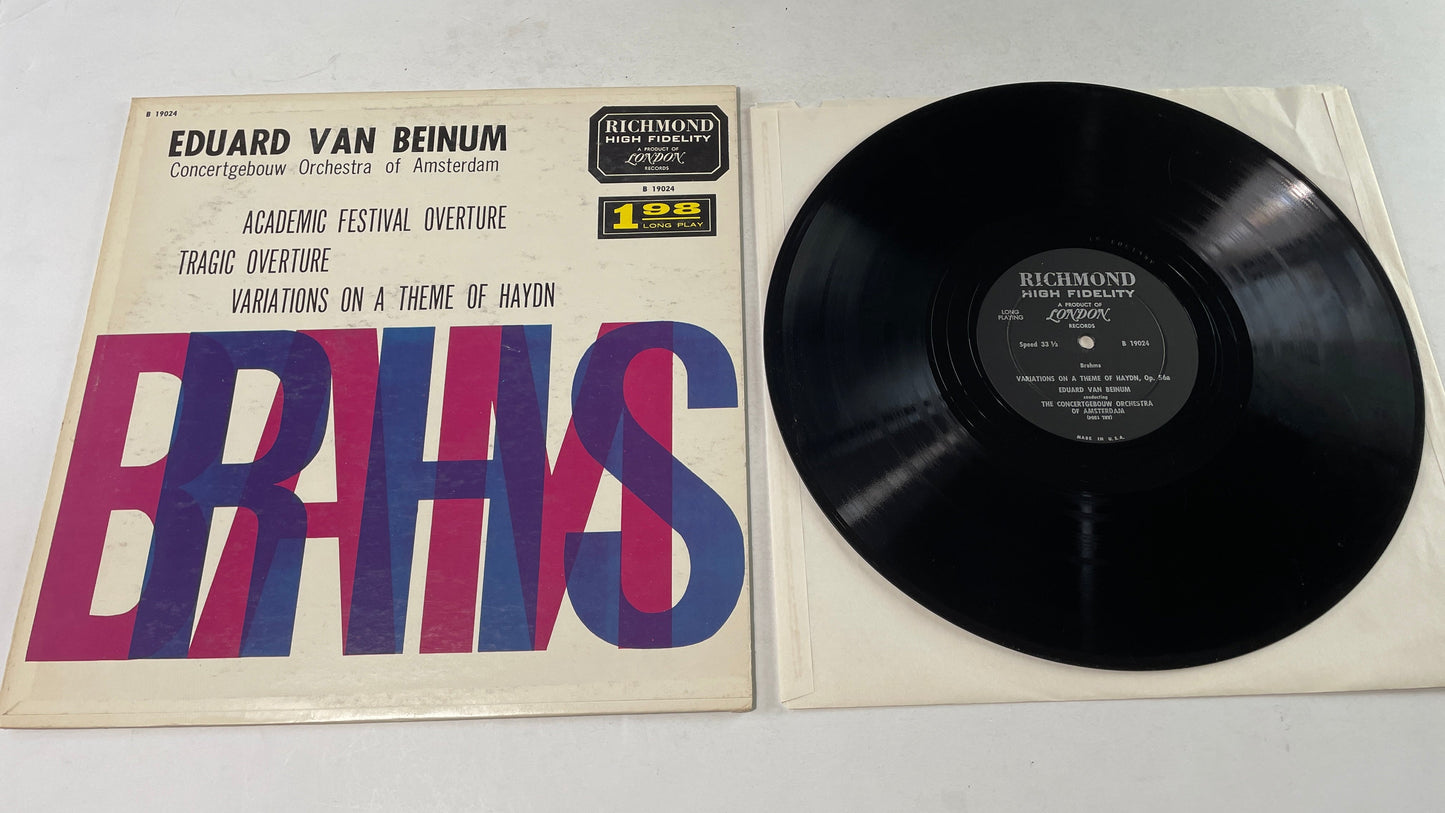 B 19024
EDUARD VAN BEINUM
Concertgebouw Orchestra of Amsterdam
ACADEMIC FESTIVAL OVERTURE
TRAGIC OVERTURE
VARIATIONS ON A THEME OF HAYDN
RICHMOND
HIGH FIDELITY
A PRODUCT OF
LONDON
RECORDS
B 19024
1 98
LONG PLAY
BRAHMS
RICHMOND
HIGH FIDELITY
A PRODUCT OF
LONDON
RECORDS
LONG
PLAYING
Speed 33 ⅓
B 19024
Brahms
VARIATIONS ON A THEME OF HAYDN, Op. 56a
EDUARD VAN BEINUM
conducting
THE CONCERTGEBOUW ORCHESTRA
OF AMSTERDAM
MADE IN U.S.A.